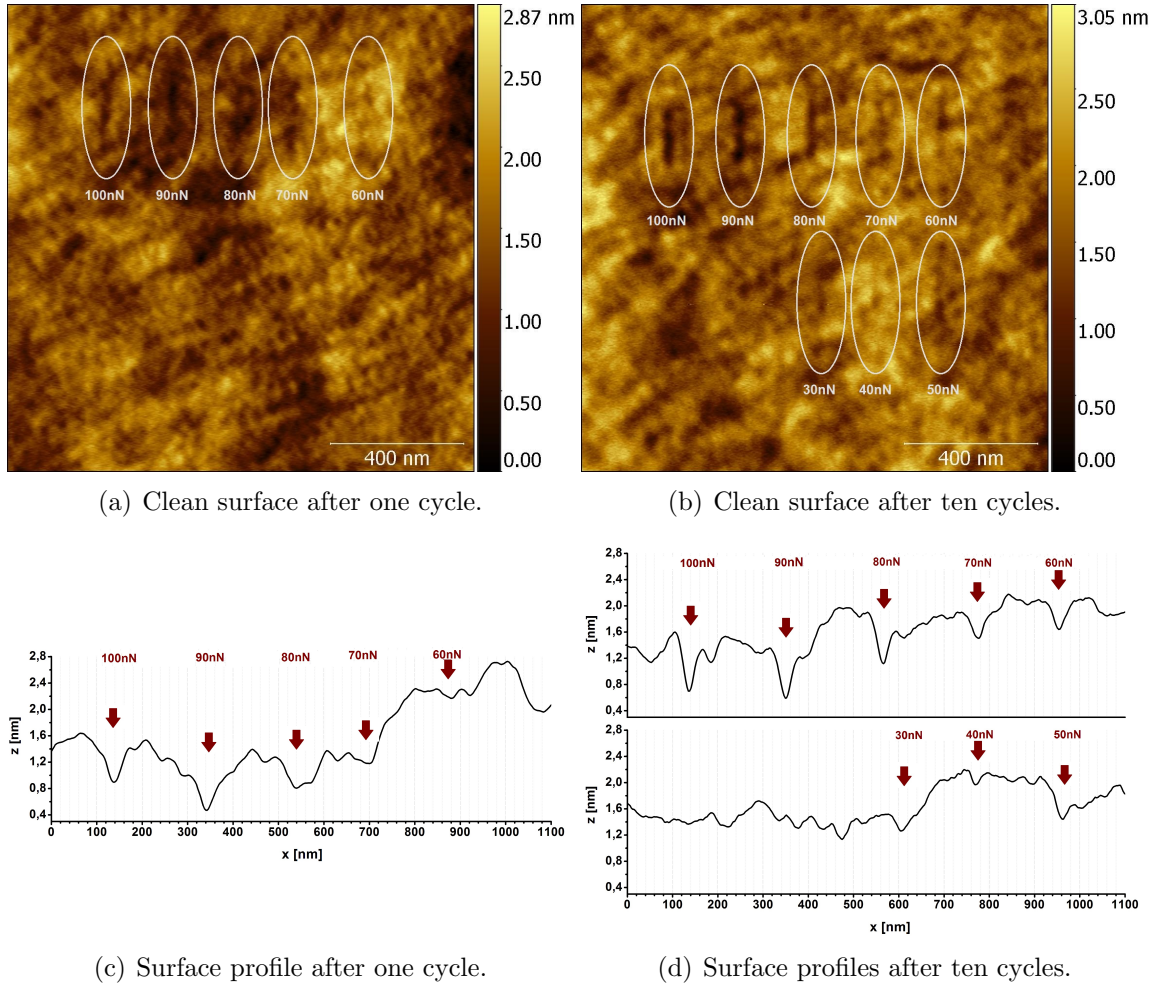 2.87 nm
2.50
2.00
1.50
1.00
0.50
0.00
100nN 90nN 80nN 70nN 60nN
400 nm
3.05 nm
2.50
2.00
1.50
1.00
0.50
0.00
100nN 90nN 80nN 70nN 60nN
30nN 40nN 50nN
400 nm
(a) Clean surface after one cycle.
(b) Clean surface after ten cycles.
100nN 90nN 80nN 70nN 60nN
z [nm]
2,8
2,4
2,0
1,6
1,2
0,8
0,4
0 100 200 300 400 500 600 700 800 900 1000 1100
x [nm]
100nN 90nN 80nN 70nN 60nN
z [nm]
2,8
2,4
2,0
1,6
1,2
0,8
0,4
30nN 40nN 50nN
z [nm]
2,8
2,4
2,0
1,6
1,2
0,8
0,4
0 100 200 300 400 500 600 700 800 900 1000 1100
x [nm]
(c) Surface profile after one cycle.
(d) Surface profiles after ten cycles.